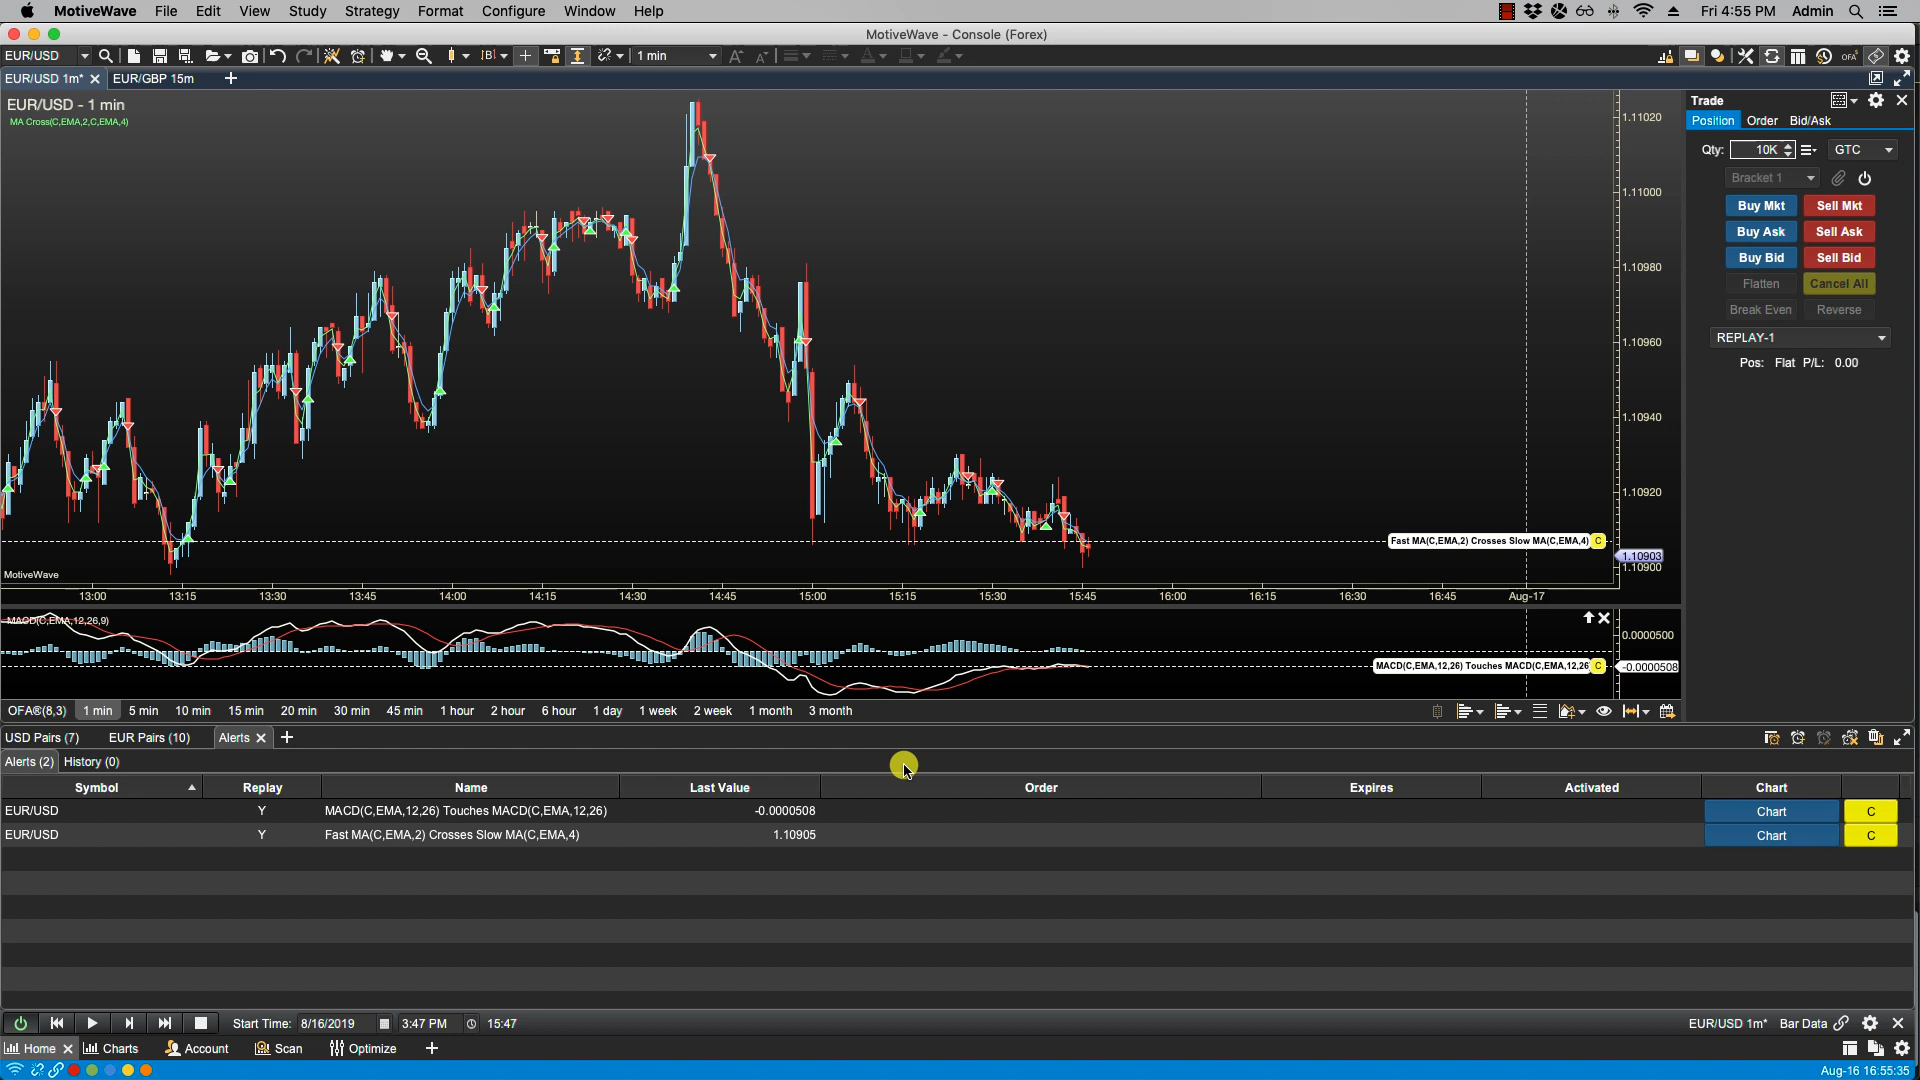 MotiveWave File Edit View Study Strategy Format Configure Window Help Fri 4:55 PM Admin
MotiveWave - Console (Forex)
EUR/USD 1 min
EUR/USD 1m* EUR/GBP 15m
EUR/USD - 1 min
MA Cross(C,EMA,2,C,EMA,4)
1.11020
1.11000
1.10980
1.10960
1.10940
1.10920
Fast MA(C,EMA,2) Crosses Slow MA(C,EMA,4) C
1.10903
1.10900
MotiveWave
13:00 13:15 13:30 13:45 14:00 14:15 14:30 14:45 15:00 15:15 15:30 15:45 16:00 16:15 16:30 16:45 Aug-17
MACD(C,EMA,12,26,9)
0.0000500
MACD(C,EMA,12,26) Touches MACD(C,EMA,12,26 C
-0.0000508
OFA®(8,3) 1 min 5 min 10 min 15 min 20 min 30 min 45 min 1 hour 2 hour 6 hour 1 day 1 week 2 week 1 month 3 month
Trade
Position Order Bid/Ask
Qty: 10K GTC
Bracket 1
Buy Mkt Sell Mkt
Buy Ask Sell Ask
Buy Bid Sell Bid
Flatten Cancel All
Break Even Reverse
REPLAY-1
Pos: Flat P/L: 0.00
USD Pairs (7) EUR Pairs (10) Alerts
Alerts (2) History (0)
Symbol Replay Name Last Value Order Expires Activated Chart
EUR/USD Y MACD(C,EMA,12,26) Touches MACD(C,EMA,12,26) -0.0000508 Chart C
EUR/USD Y Fast MA(C,EMA,2) Crosses Slow MA(C,EMA,4) 1.10905 Chart C
Start Time: 8/16/2019 3:47 PM 15:47 EUR/USD 1m* Bar Data
Home Charts Account Scan Optimize
Aug-16 16:55:35